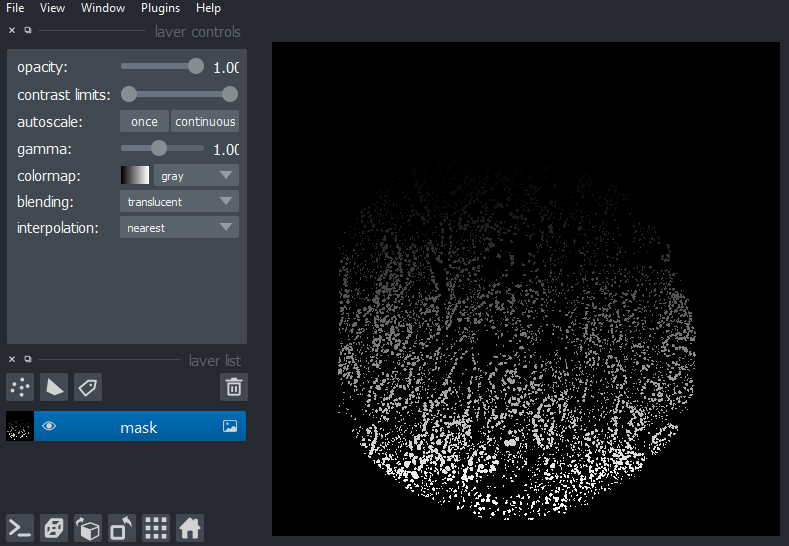 File View Window Plugins Help
layer controls
opacity: 1.00
contrast limits:
autoscale: once continuous
gamma: 1.00
colormap: gray
blending: translucent
interpolation: nearest
layer list
mask